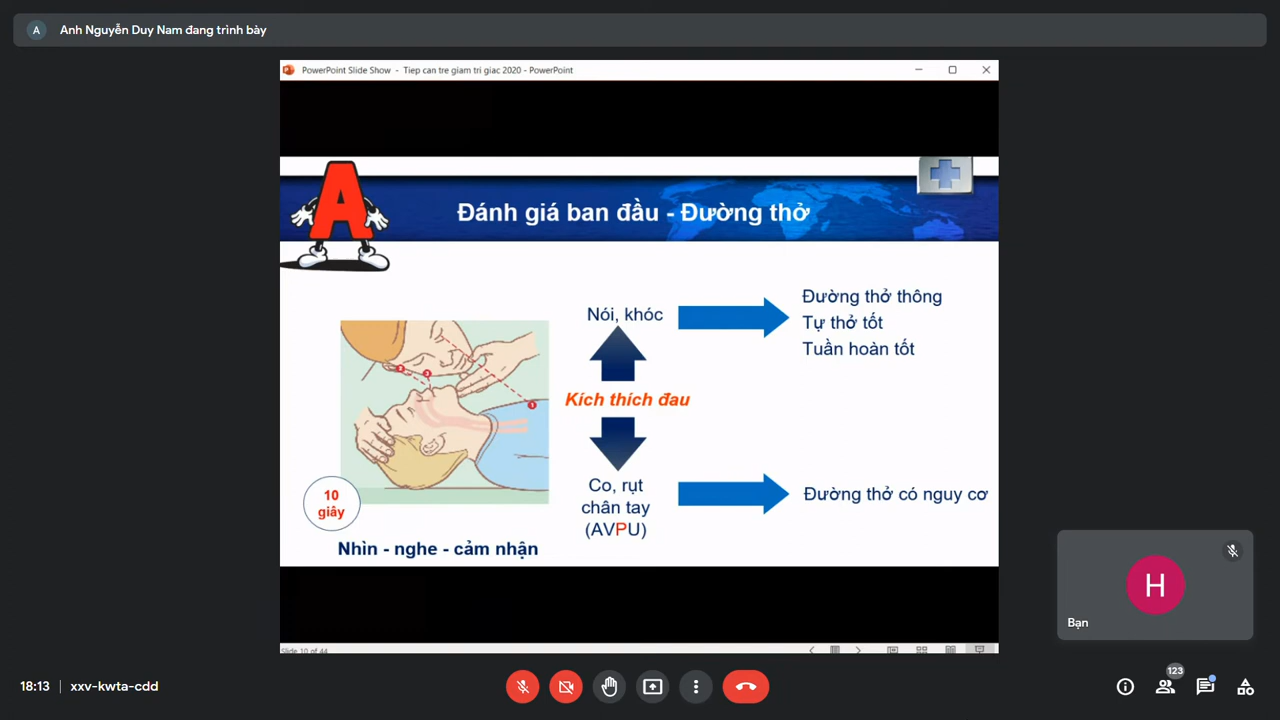 A
Anh Nguyễn Duy Nam đang trình bày
PowerPoint Slide Show - Tiep can tre giam tri giac 2020 - PowerPoint
A
Đánh giá ban đầu - Đường thở
Nói, khóc
Đường thở thông
Tự thở tốt
Tuần hoàn tốt
2
3
1
Kích thích đau
Co, rụt
chân tay
(AVPU)
Đường thở có nguy cơ
10
giây
Nhìn - nghe - cảm nhận
H
Bạn
Slide 10 of 44
18:13
xxv-kwta-cdd
123